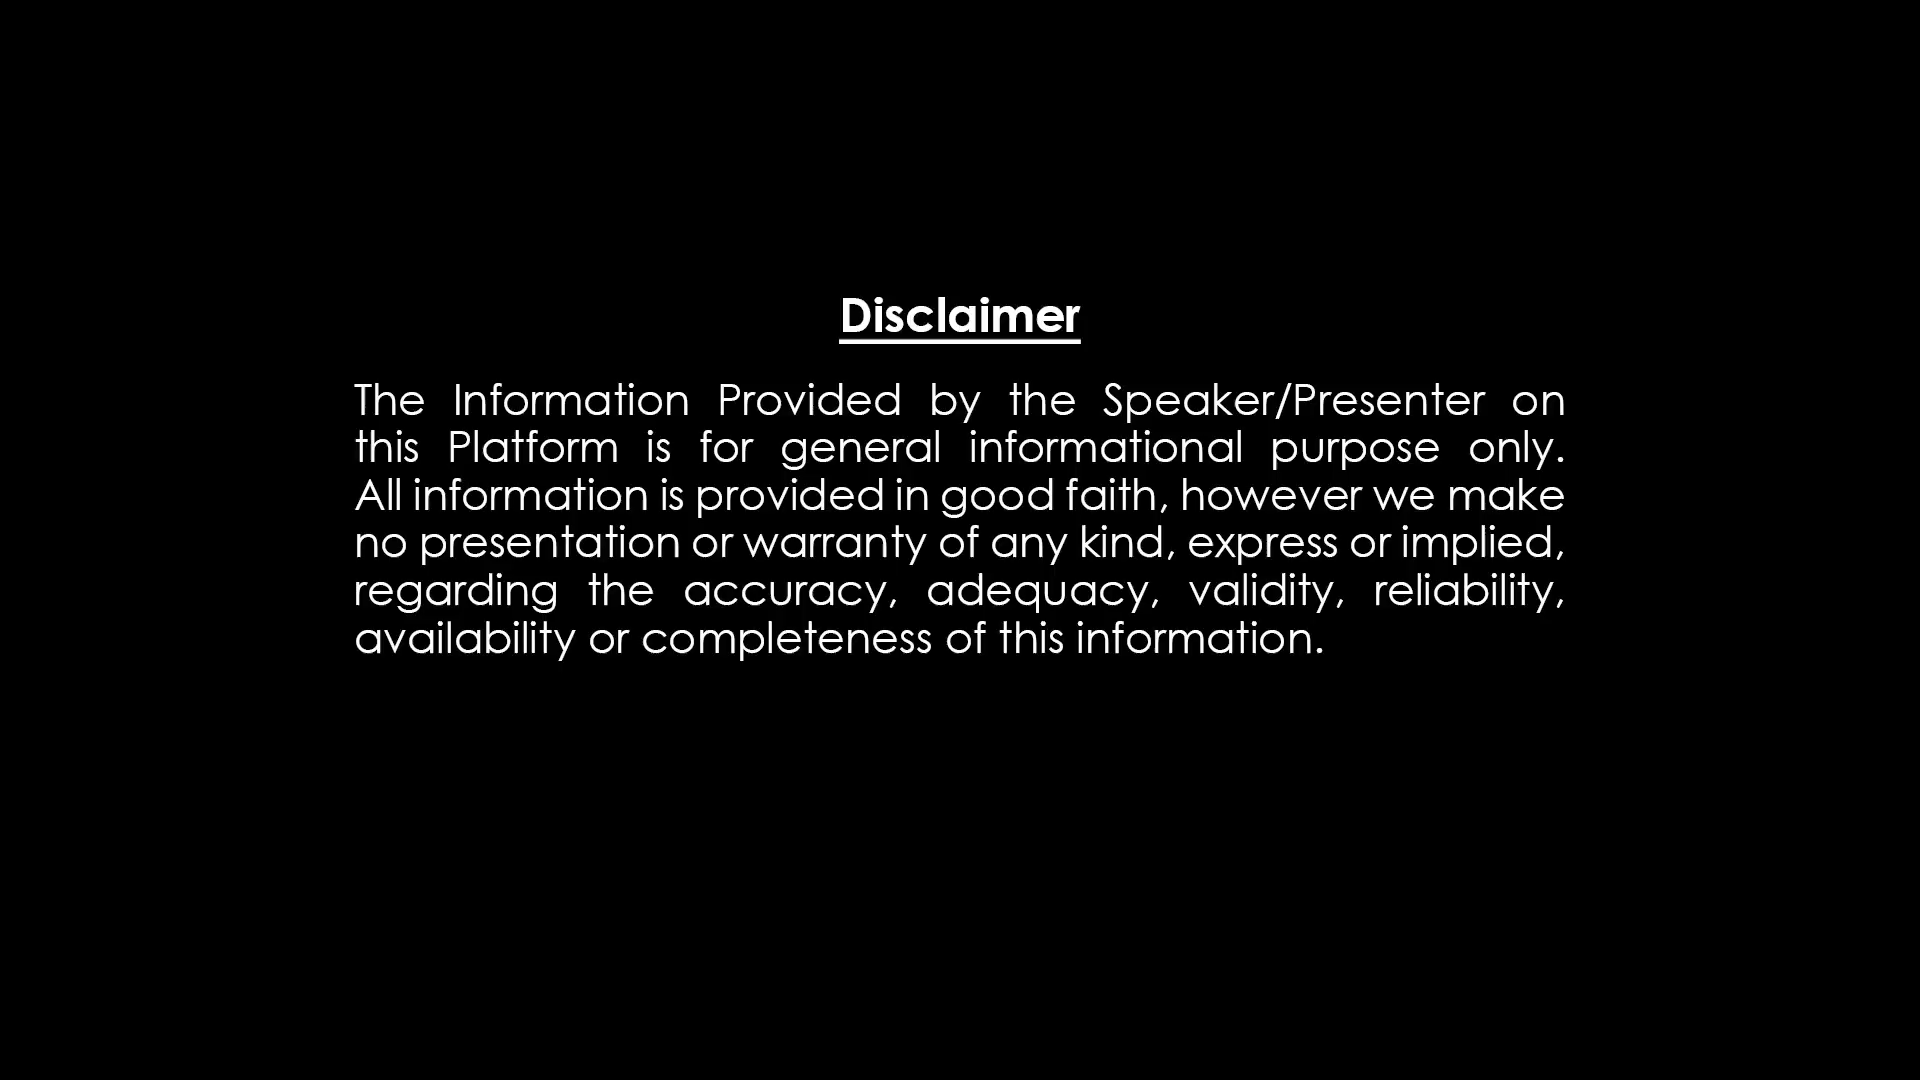 Disclaimer
The Information Provided by the Speaker/Presenter on
this Platform is for general informational purpose only.
All information is provided in good faith, however we make
no presentation or warranty of any kind, express or implied,
regarding the accuracy, adequacy, validity, reliability,
availability or completeness of this information.